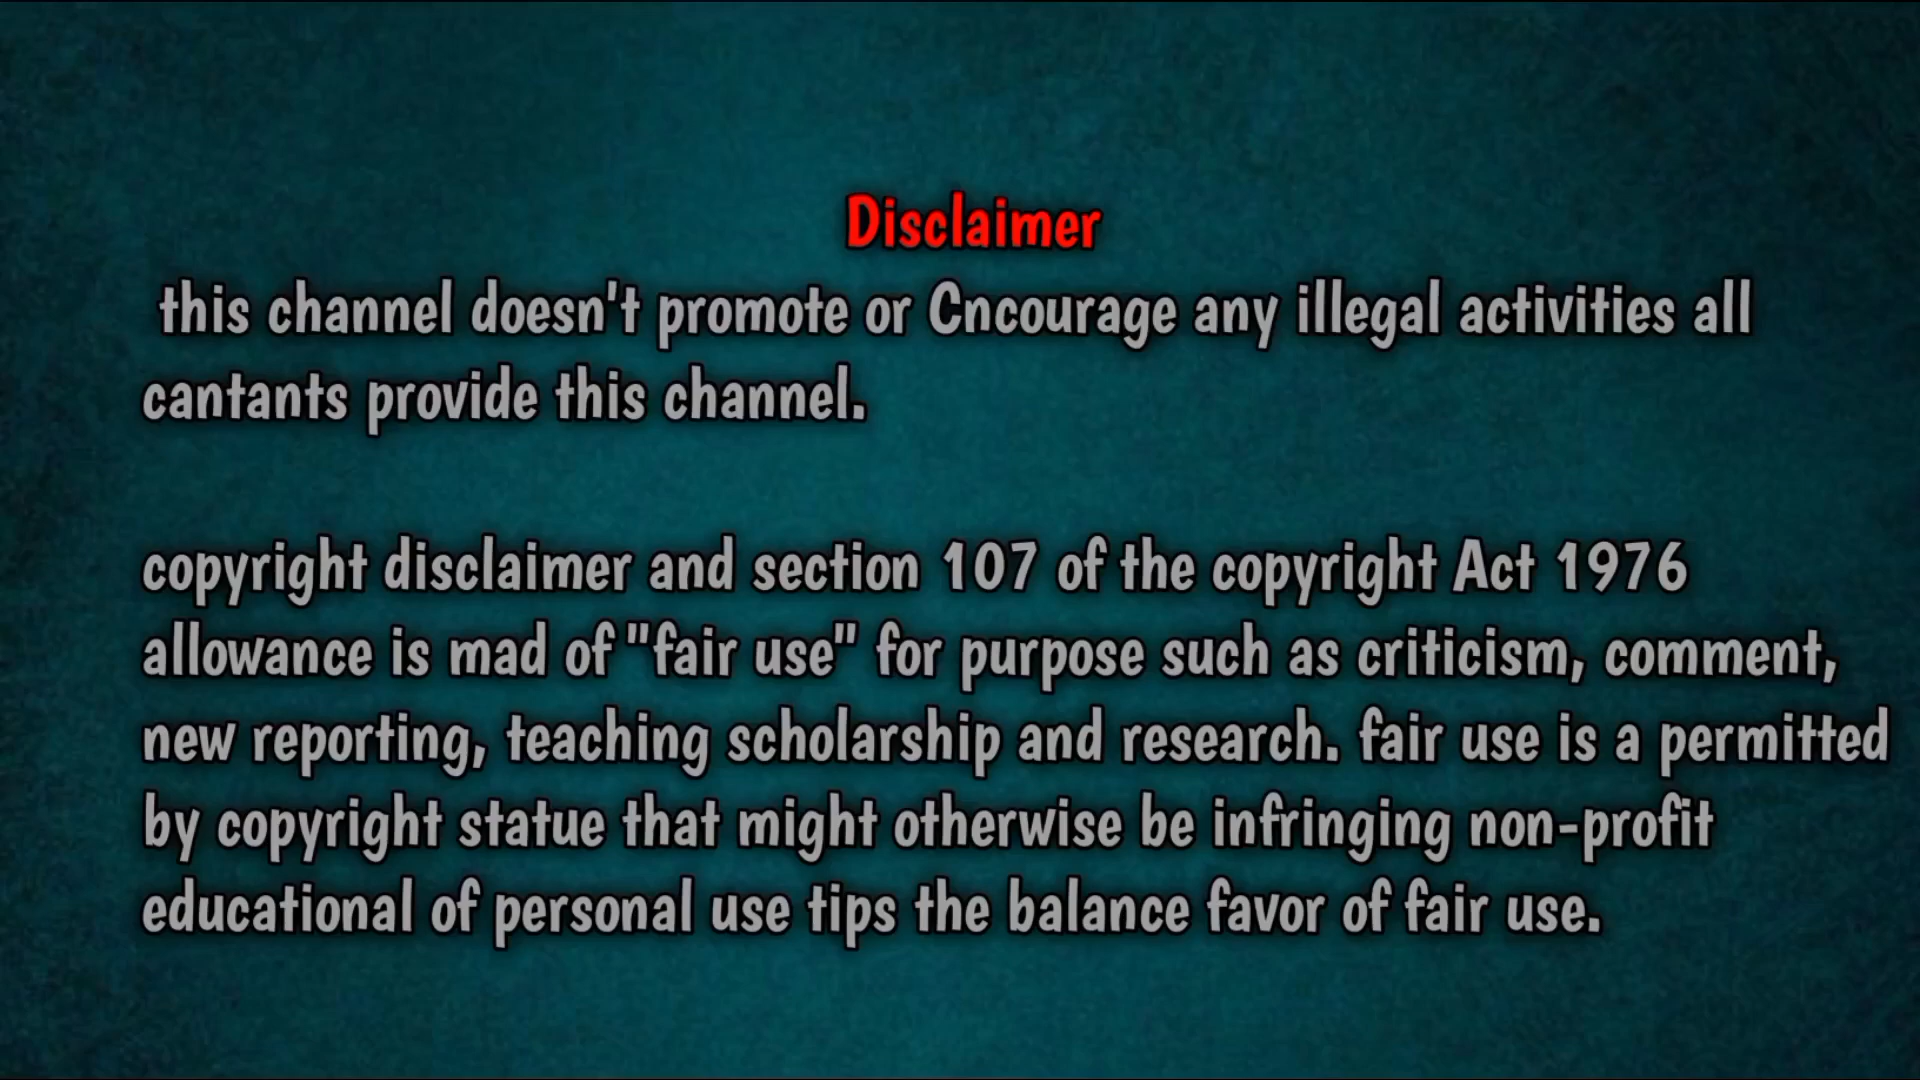 Disclaimer
this channel doesn't promote or Cncourage any illegal activities all
cantants provide this channel.
copyright disclaimer and section 107 of the copyright Act 1976
allowance is mad of "fair use" for purpose such as criticism, comment,
new reporting, teaching scholarship and research. fair use is a permitted
by copyright statue that might otherwise be infringing non-profit
educational of personal use tips the balance favor of fair use.